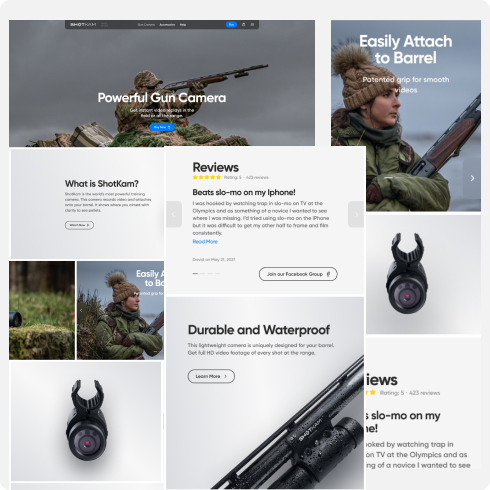 SHOTKAM
Our Cameras Accessories Help
Buy
Powerful Gun Camera
Get instant video replays in the
field or at the range.
Buy Now
Easily Attach
to Barrel
Patented grip for smooth
videos
What is ShotKam?
ShotKam is the world's most powerful training
camera. This camera records video and attaches
onto your barrel. It shows where you aimed with
clarity to see pellets.
Watch Now
Reviews
Rating: 5 · 423 reviews
Beats slo-mo on my Iphone!
I was hooked by watching trap in slo-mo on TV at the
Olympics and as something of a novice I wanted to see
where I was missing. I'd tried using slo-mo on the iPhone
but it was difficult to get my other half to frame and film
consistently.
Read More
David on May 21, 2021
Join our Facebook Group
Easily A
to B
Patented grip fo
Durable and Waterproof
This lightweight camera is uniquely designed for your barrel.
Get full HD video footage of every shot at the range.
Learn More
SHOTKAM
iews
Rating: 5 · 423 reviews
s slo-mo on my
ne!
ooked by watching trap in
on TV at the Olympics and as
ing of a novice I wanted to see